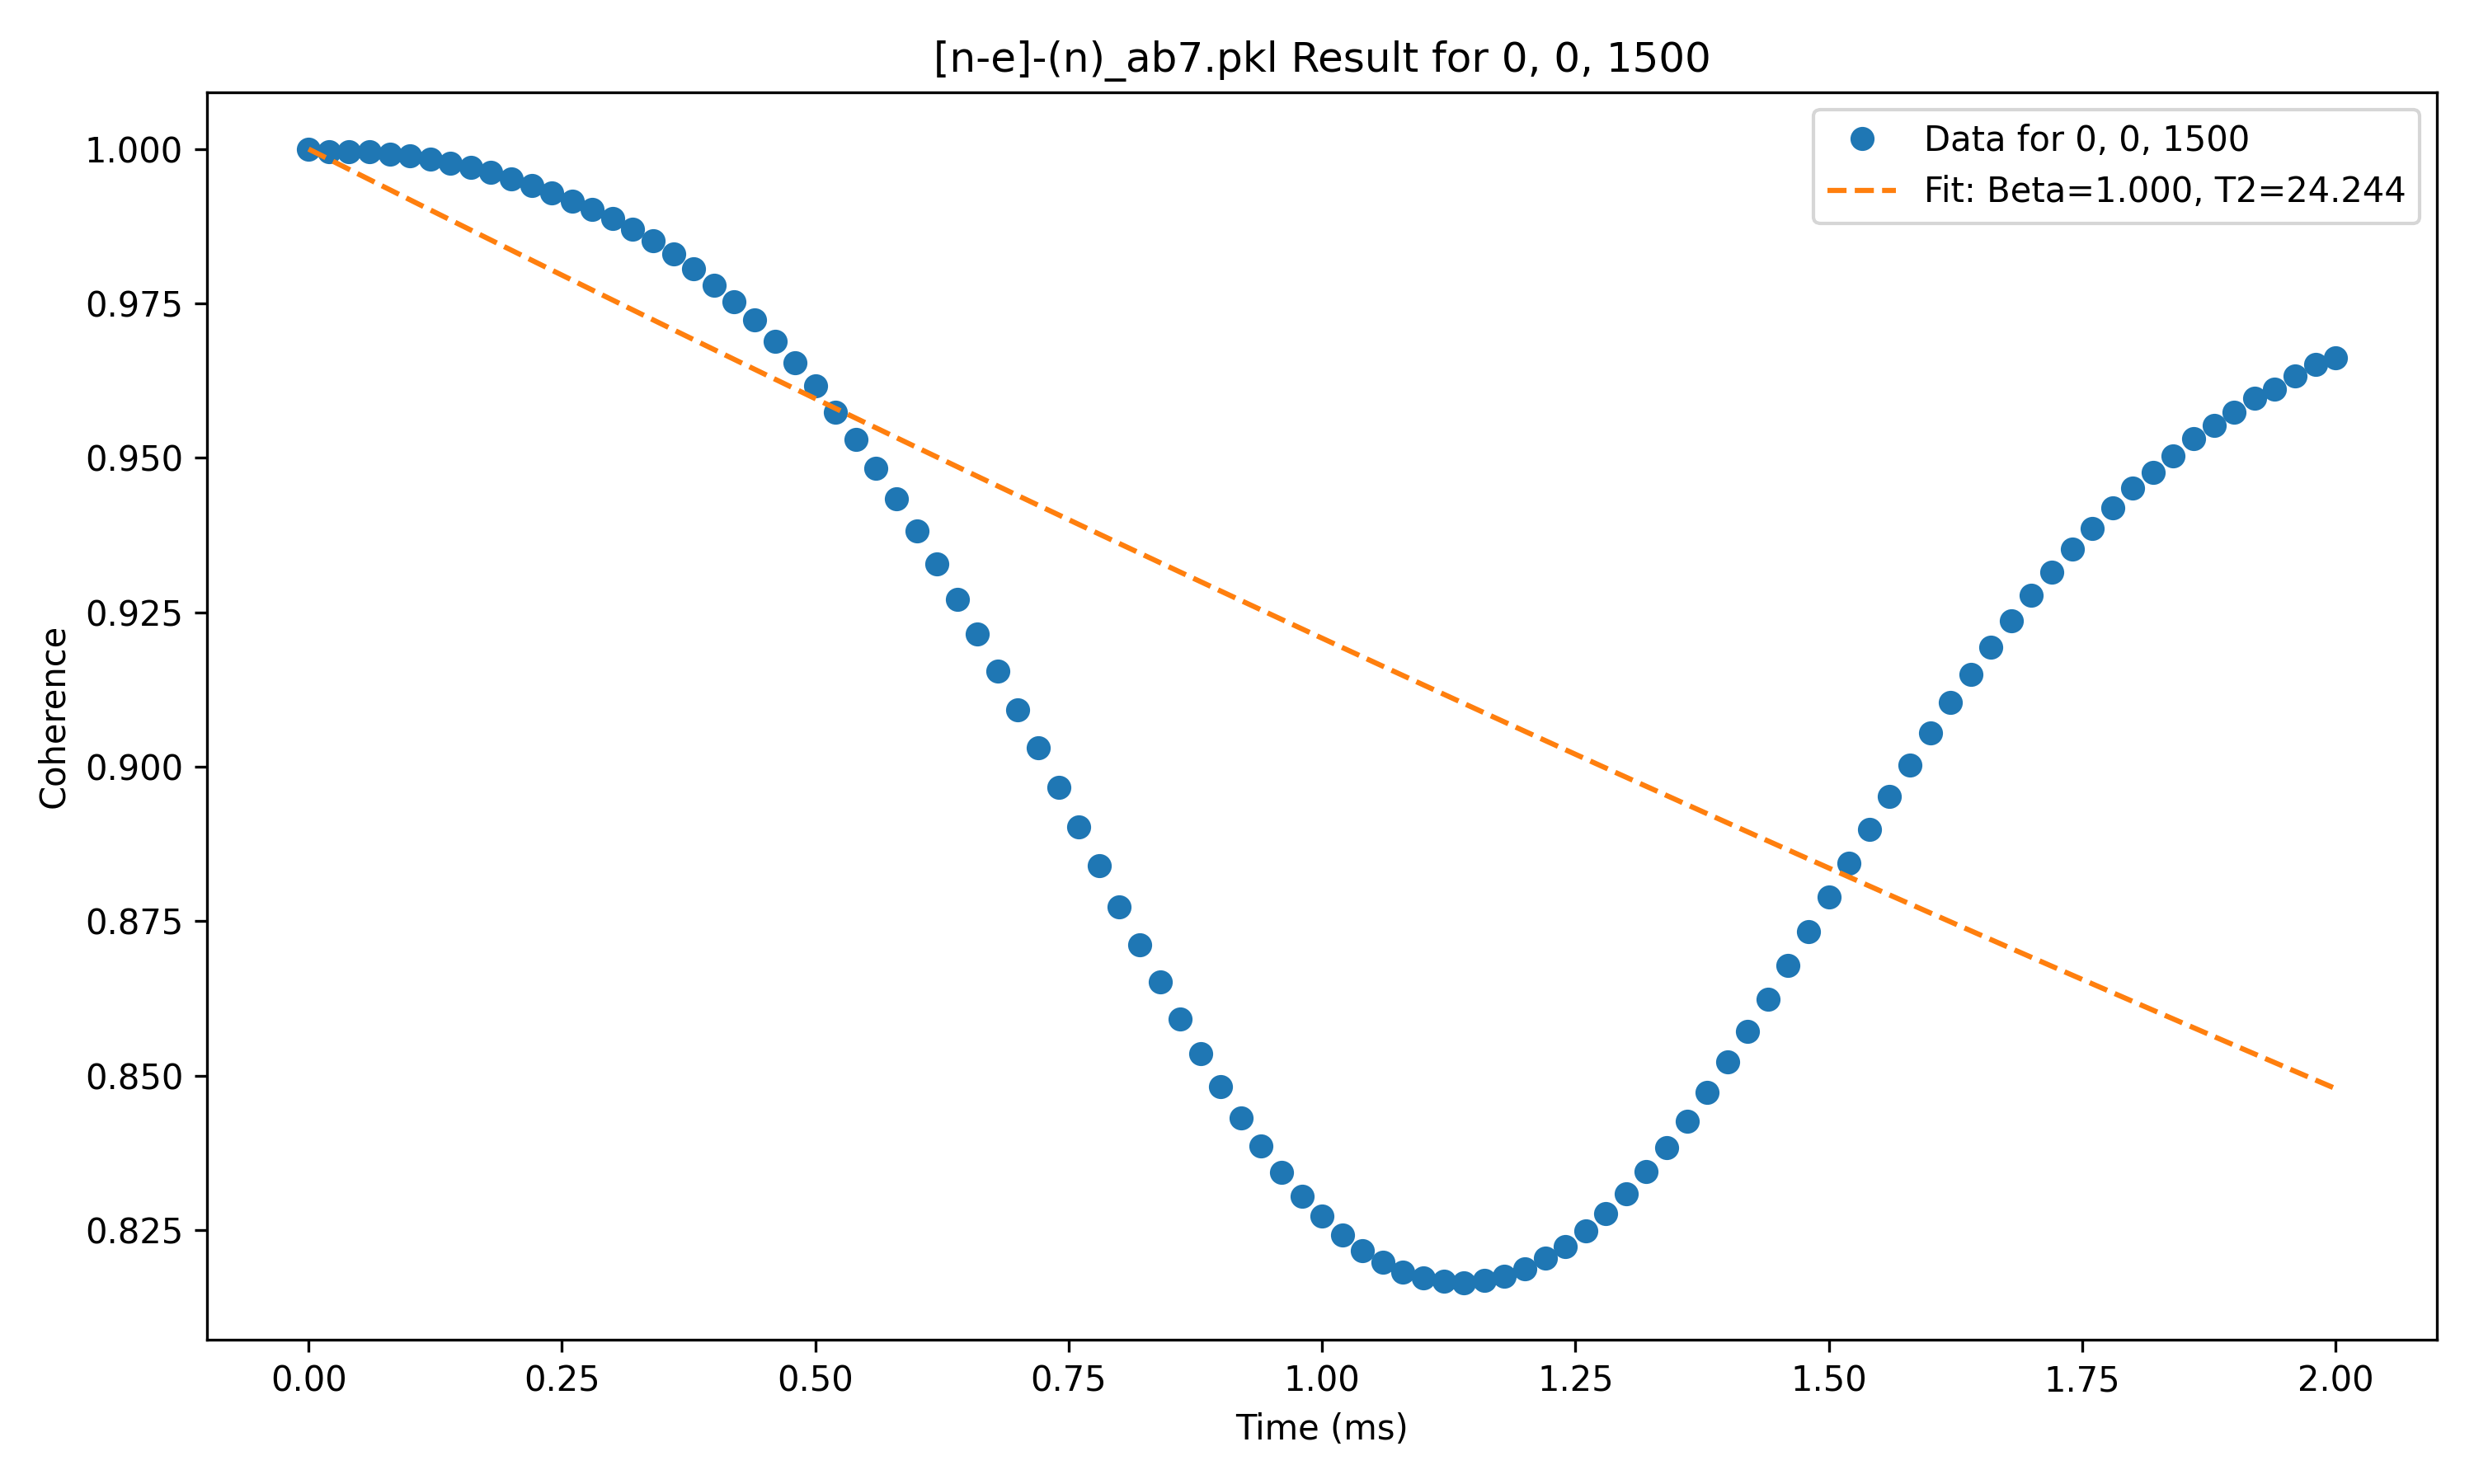 [n-e]-(n)_ab7.pkl Result for 0, 0, 1500
Data for 0, 0, 1500
Fit: Beta=1.000, T2=24.244
Coherence
1.000
0.975
0.950
0.925
0.900
0.875
0.850
0.825
0.00 0.25 0.50 0.75 1.00 1.25 1.50 1.75 2.00
Time (ms)